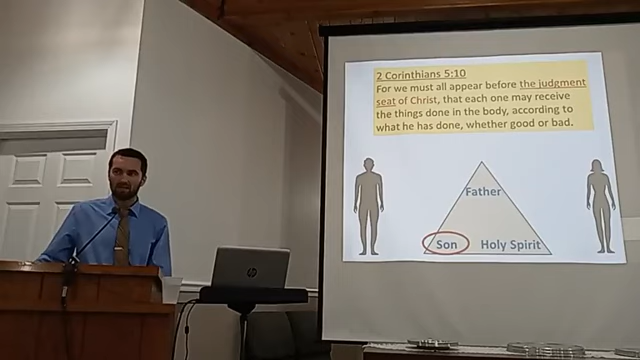 2 Corinthians 5:10
For we must all appear before the judgment
seat of Christ, that each one may receive
the things done in the body, according to
what he has done, whether good or bad.
Father
Son
Holy Spirit
hp